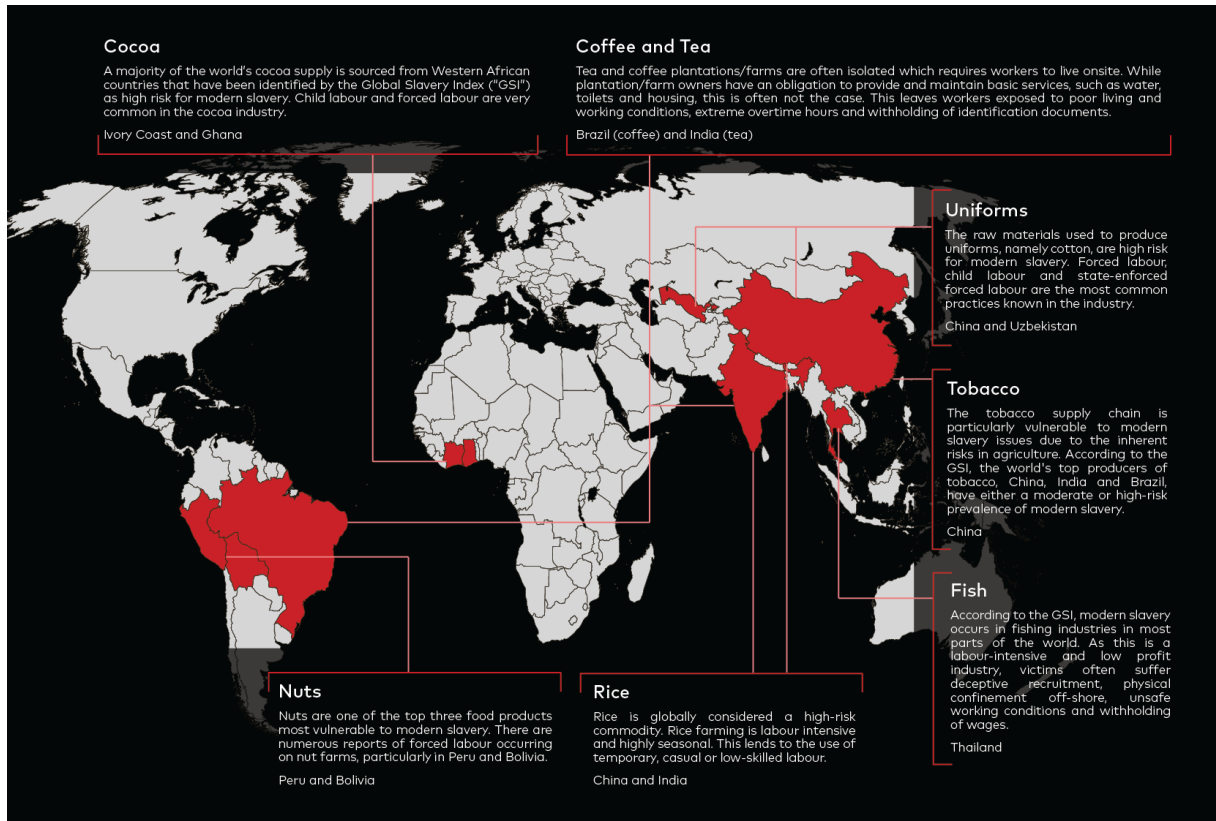 Cocoa
A majority of the world's cocoa supply is sourced from Western African
countries that have been identified by the Global Slavery Index ("GSI")
as high risk for modern slavery. Child labour and forced labour are very
common in the cocoa industry.
Ivory Coast and Ghana
Coffee and Tea
Tea and coffee plantations/farms are often isolated which requires workers to live onsite. While
plantation/farm owners have an obligation to provide and maintain basic services, such as water,
toilets and housing, this is often not the case. This leaves workers exposed to poor living and
working conditions, extreme overtime hours and withholding of identification documents.
Brazil (coffee) and India (tea)
Uniforms
The raw materials used to produce
uniforms, namely cotton, are high risk
for modern slavery. Forced labour,
child labour and state-enforced
forced labour are the most common
practices known in the industry.
China and Uzbekistan
Tobacco
The tobacco supply chain is
particularly vulnerable to modern
slavery issues due to the inherent
risks in agriculture. According to the
GSI, the world's top producers of
tobacco, China, India and Brazil,
have either a moderate or high-risk
prevalence of modern slavery.
China
Fish
According to the GSI, modern slavery
occurs in fishing industries in most
parts of the world. As this is a
labour-intensive and low profit
industry, victims often suffer
deceptive recruitment, physical
confinement off-shore, unsafe
working conditions and withholding
of wages.
Thailand
Nuts
Nuts are one of the top three food products
most vulnerable to modern slavery. There are
numerous reports of forced labour occurring
on nut farms, particularly in Peru and Bolivia.
Peru and Bolivia
Rice
Rice is globally considered a high-risk
commodity. Rice farming is labour intensive
and highly seasonal. This lends to the use of
temporary, casual or low-skilled labour.
China and India